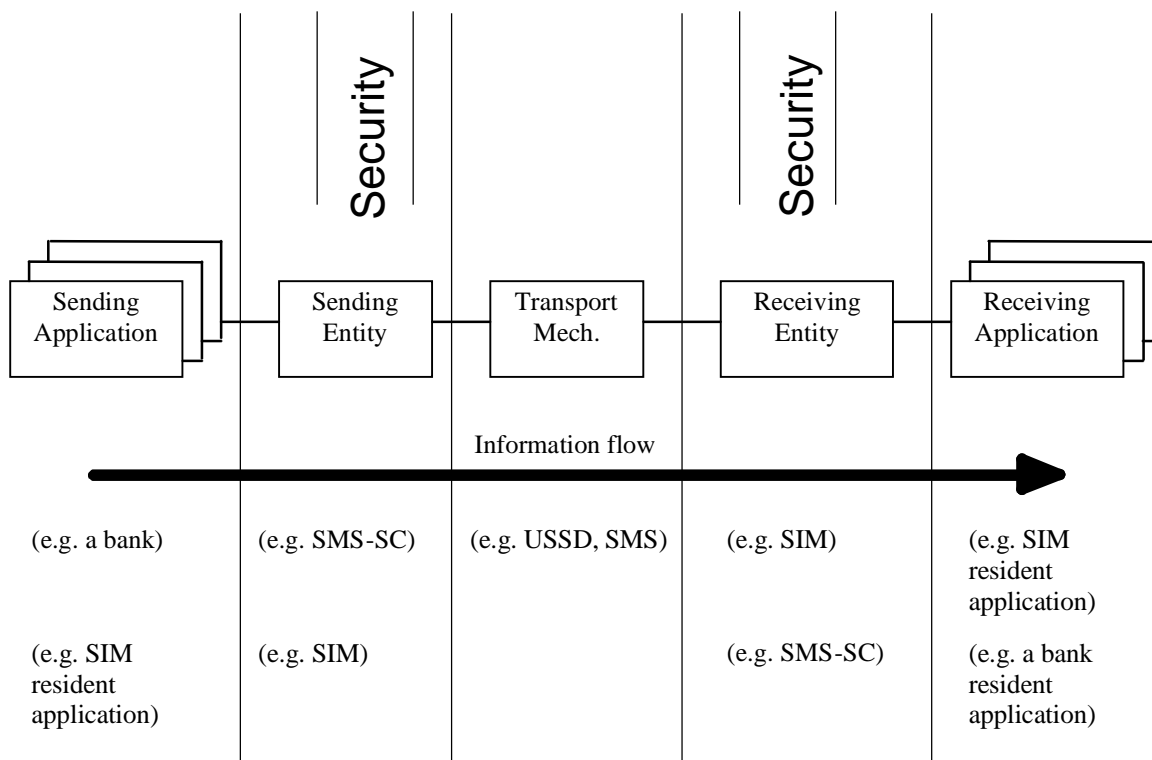 Security
Security
Sending
Application
Sending
Entity
Transport
Mech.
Receiving
Entity
Receiving
Application
Information flow
(e.g. a bank)
(e.g. SMS-SC)
(e.g. USSD, SMS)
(e.g. SIM)
(e.g. SIM
resident
application)
(e.g. SIM
resident
application)
(e.g. SIM)
(e.g. SMS-SC)
(e.g. a bank
resident
application)